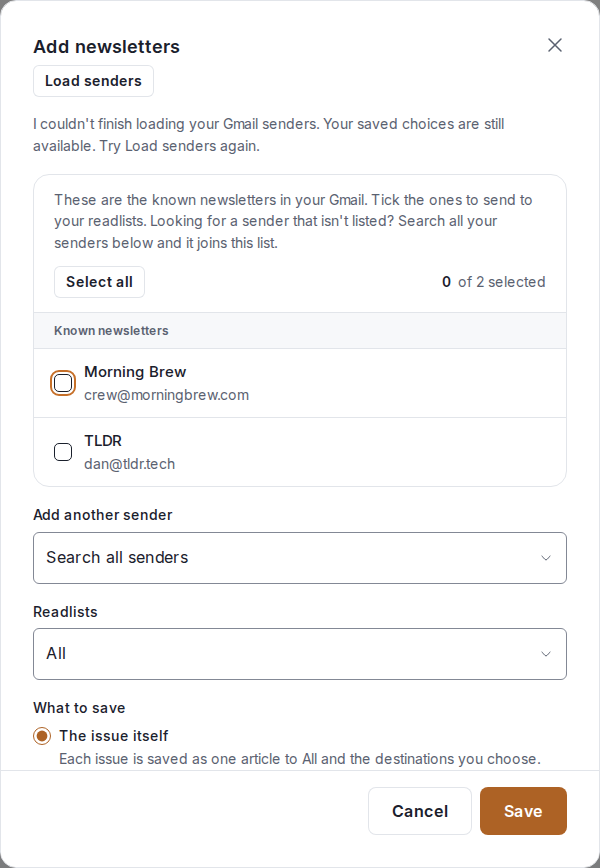 Add newsletters
Load senders
I couldn't finish loading your Gmail senders. Your saved choices are still
available. Try Load senders again.
These are the known newsletters in your Gmail. Tick the ones to send to
your readlists. Looking for a sender that isn't listed? Search all your
senders below and it joins this list.
Select all
0 of 2 selected
Known newsletters
Morning Brew
crew@morningbrew.com
TLDR
dan@tldr.tech
Add another sender
Search all senders
Readlists
All
What to save
The issue itself
Each issue is saved as one article to All and the destinations you choose.
Cancel
Save